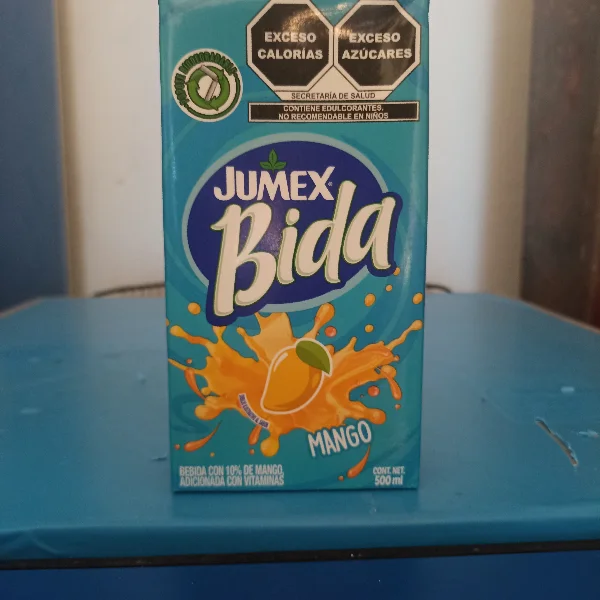 EXCESO
CALORÍAS
EXCESO
AZÚCARES
SECRETARÍA DE SALUD
CONTIENE EDULCORANTES,
NO RECOMENDABLE EN NIÑOS
JUMEX®
Bida
MANGO
BEBIDA CON 10% DE MANGO,
ADICIONADA CON VITAMINAS
CONT. NET.
500 ml